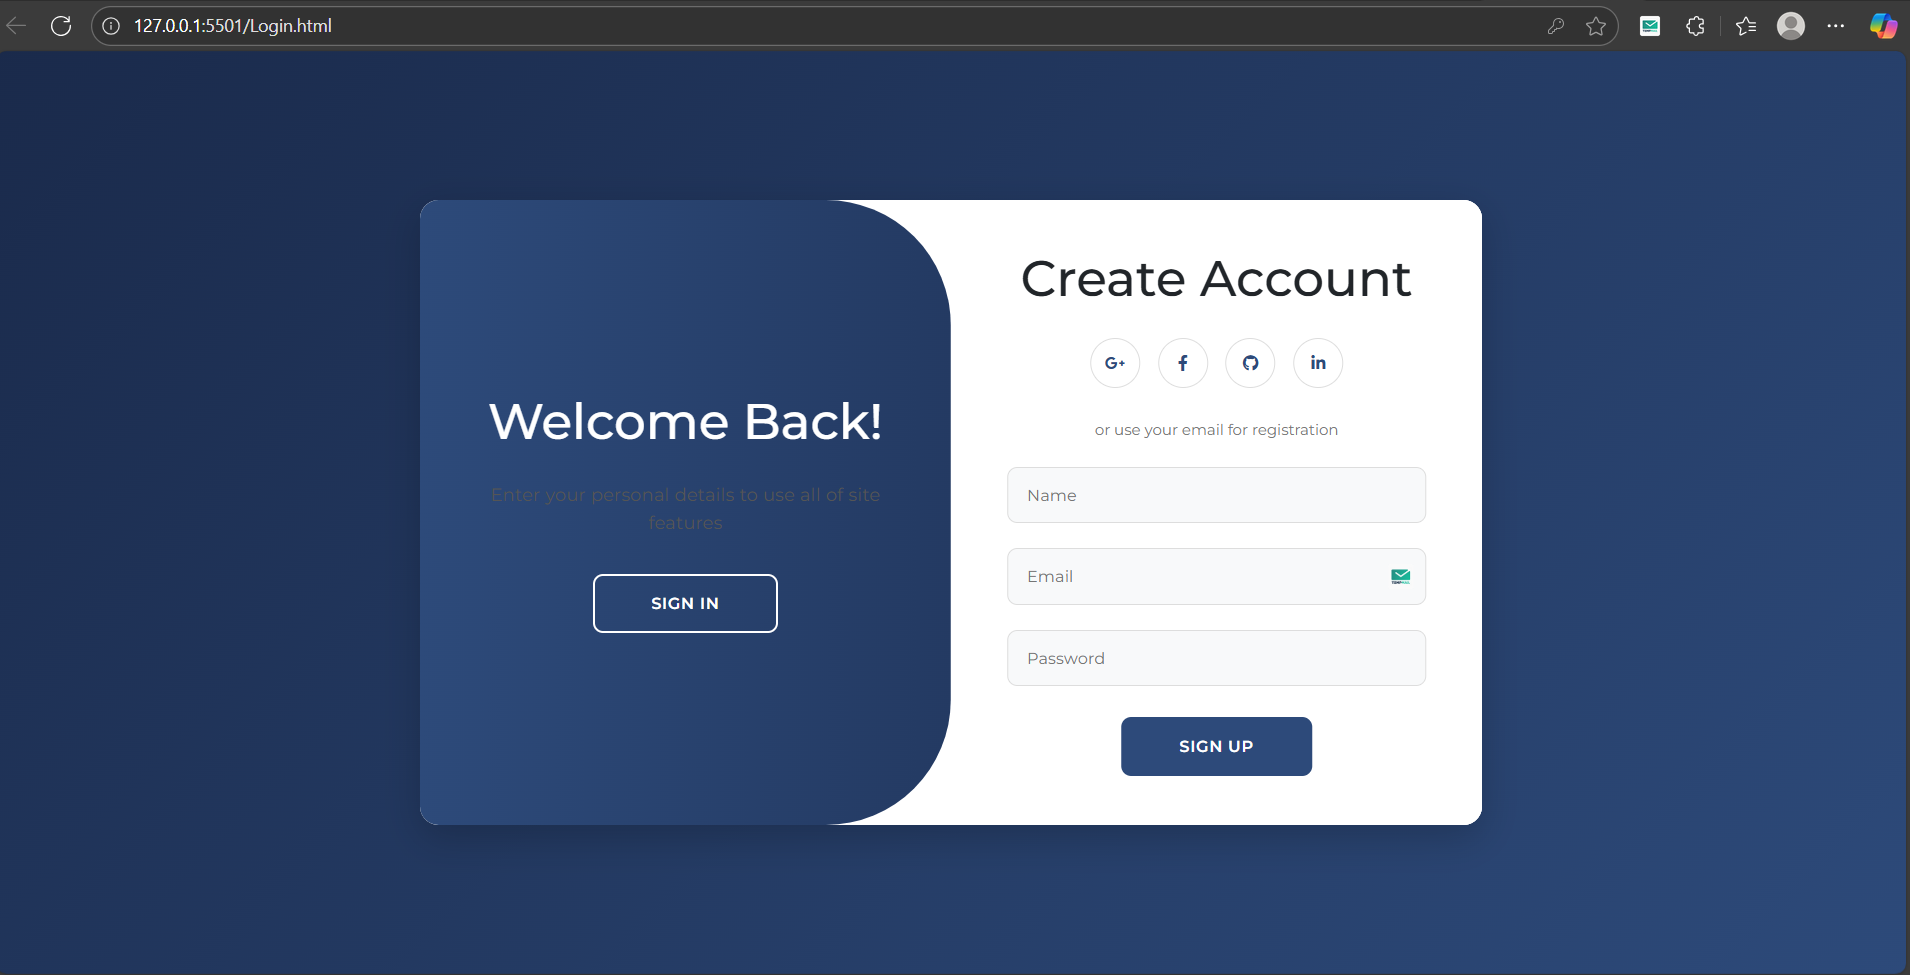 127.0.0.1:5501/Login.html
Welcome Back!
Enter your personal details to use all of site
features
SIGN IN
Create Account
G+
f
in
or use your email for registration
Name
Email
Password
SIGN UP